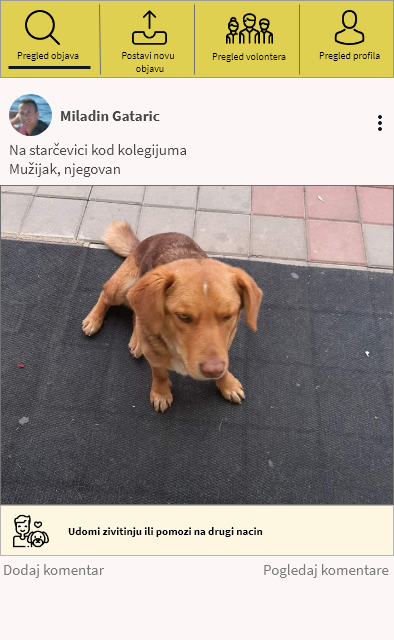 Pregled objava
Postavi novu
objavu
Pregled volontera
Pregled profila
Miladin Gataric
Na starčevici kod kolegijuma
Mužijak, njegovan
Udomi zivitinju ili pomozi na drugi nacin
Dodaj komentar
Pogledaj komentare